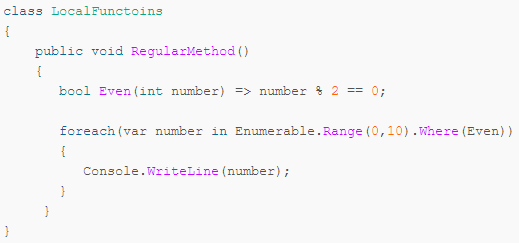 class LocalFunctoins
{
    public void RegularMethod()
    {
       bool Even(int number) => number % 2 == 0;

       foreach(var number in Enumerable.Range(0,10).Where(Even))
       {
          Console.WriteLine(number);
       }
     }
}